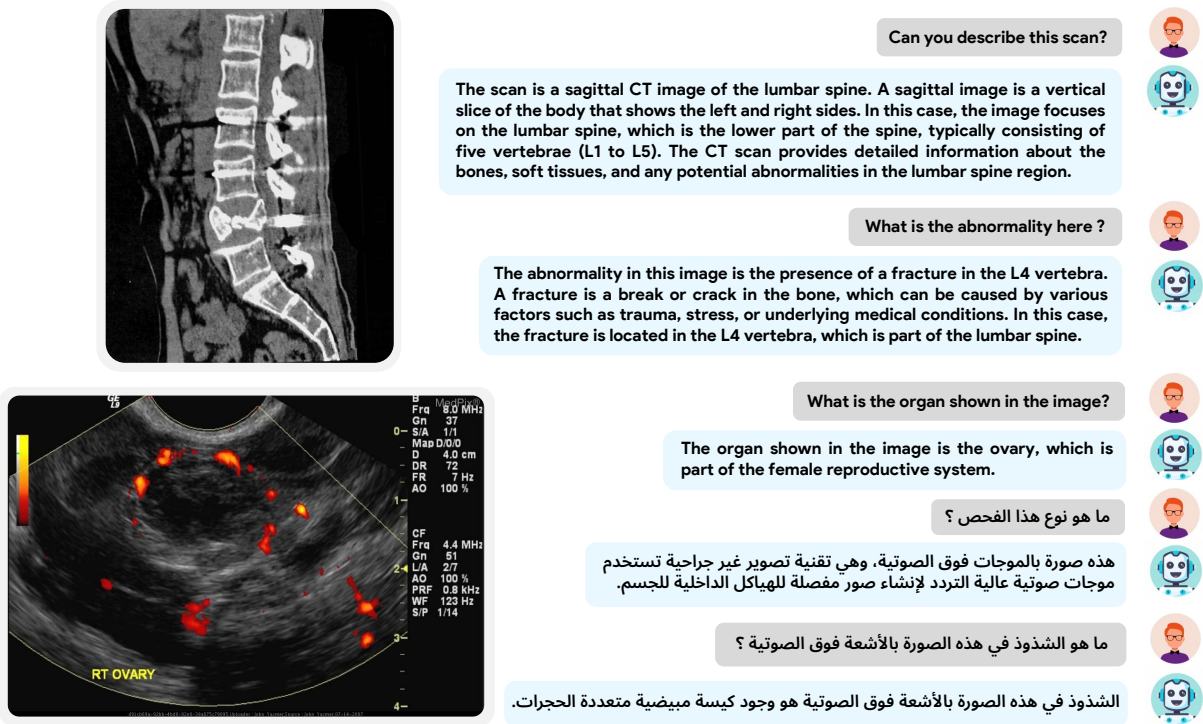 Can you describe this scan?
The scan is a sagittal CT image of the lumbar spine. A sagittal image is a vertical
slice of the body that shows the left and right sides. In this case, the image focuses
on the lumbar spine, which is the lower part of the spine, typically consisting of
five vertebrae (L1 to L5). The CT scan provides detailed information about the
bones, soft tissues, and any potential abnormalities in the lumbar spine region.
What is the abnormality here ?
The abnormality in this image is the presence of a fracture in the L4 vertebra.
A fracture is a break or crack in the bone, which can be caused by various
factors such as trauma, stress, or underlying medical conditions. In this case,
the fracture is located in the L4 vertebra, which is part of the lumbar spine.
GE
L9
MedPix®
B
Frq 8.0 MHz
Gn 37
S/A 1/1
Map D/0/0
D 4.0 cm
DR 72
FR 7 Hz
AO 100 %
CF
Frq 4.4 MHz
Gn 51
L/A 2/7
AO 100 %
PRF 0.8 kHz
WF 123 Hz
S/P 1/14
0
1
2
3
4
RT OVARY
What is the organ shown in the image?
The organ shown in the image is the ovary, which is
part of the female reproductive system.
ما هو نوع هذا الفحص ؟
هذه صورة بالموجات فوق الصوتية، وهي تقنية تصوير غير جراحية تستخدم
موجات صوتية عالية التردد لإنشاء صور مفصلة للهياكل الداخلية للجسم.
ما هو الشذوذ في هذه الصورة بالأشعة فوق الصوتية ؟
الشذوذ في هذه الصورة بالأشعة فوق الصوتية هو وجود كيسة مبيضية متعددة الحجرات.